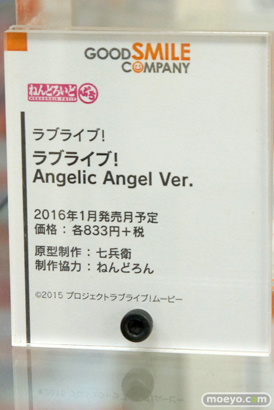 GOOD SMILE
COMPANY
ねんどろいど ぷち
NENDOROID PETIT
ラブライブ!
ラブライブ!
Angelic Angel Ver.
2016年1月発売月予定
価格：各833円+税
原型制作：七兵衛
制作協力：ねんどろん
©2015 プロジェクトラブライブ!ムービー
moeyo.com